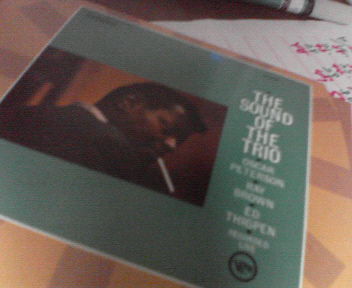 THE
SOUND
OF
THE
TRIO
OSCAR
PETERSON
RAY
BROWN
ED
THIGPEN
RECORDED
LIVE